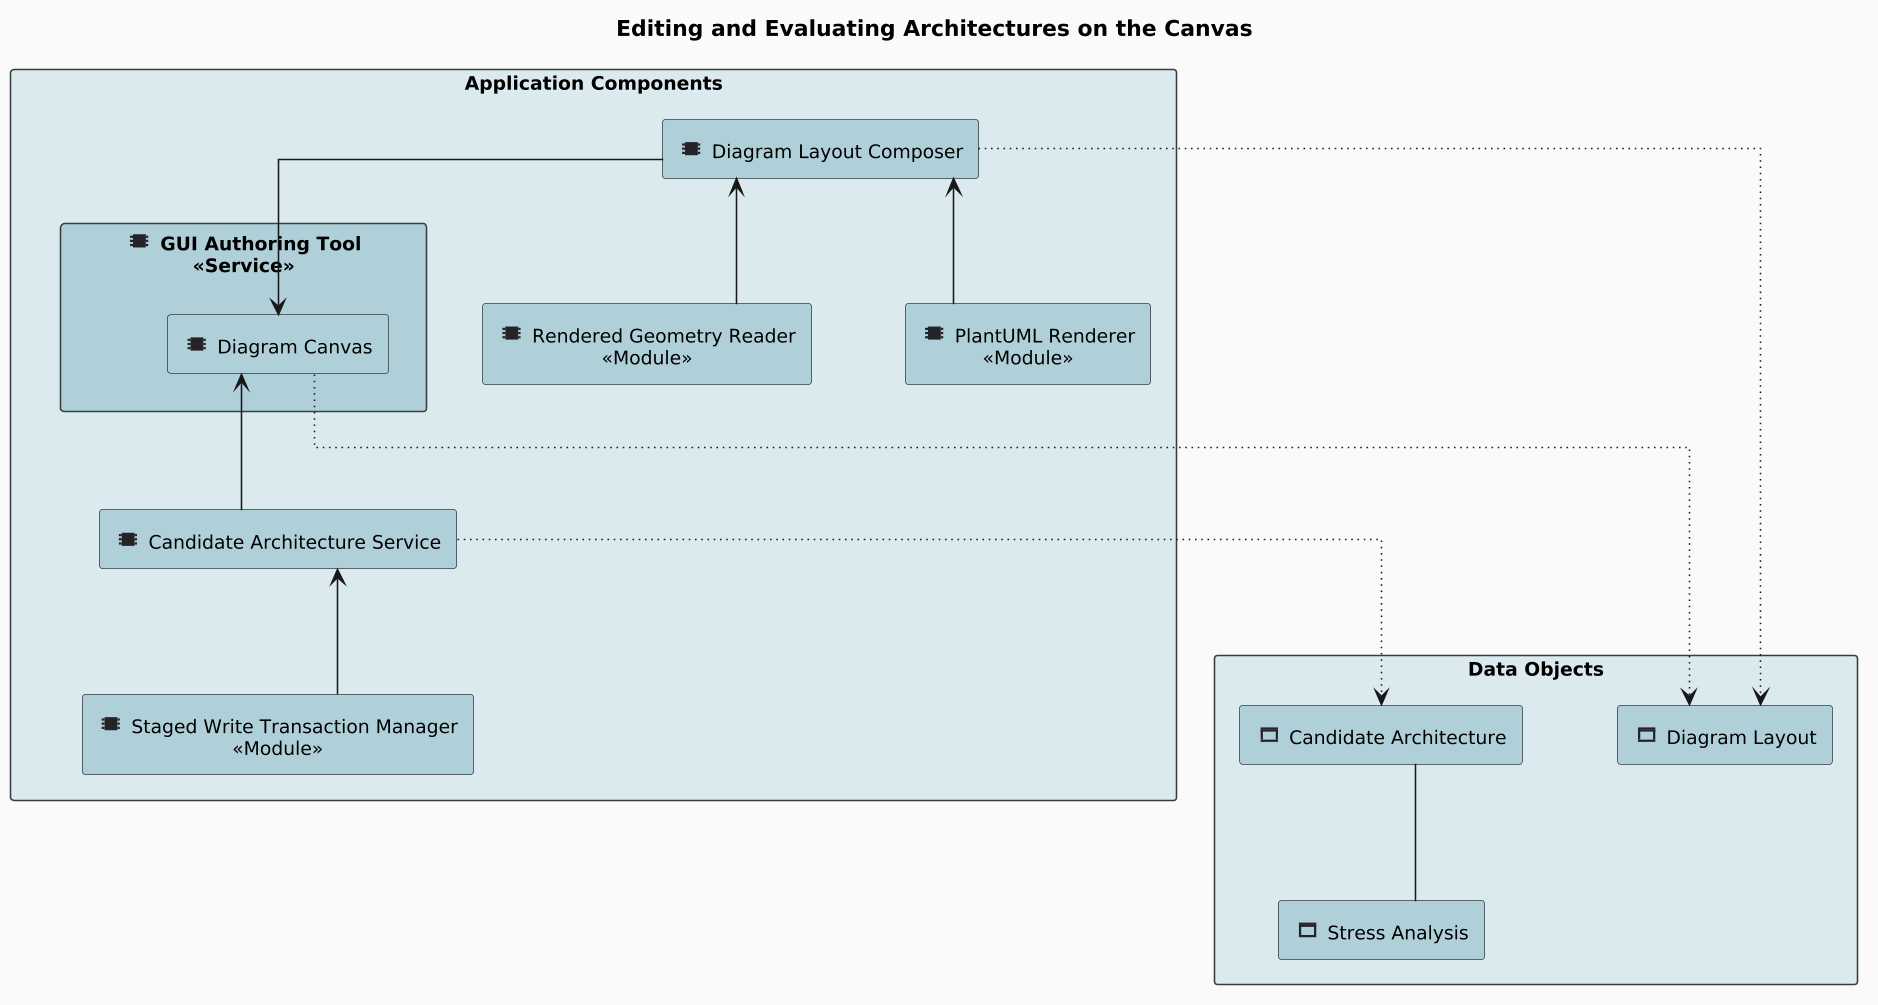 Editing and Evaluating Architectures on the Canvas
Application Components
Diagram Layout Composer
GUI Authoring Tool
«Service»
Diagram Canvas
Rendered Geometry Reader
«Module»
PlantUML Renderer
«Module»
Candidate Architecture Service
Staged Write Transaction Manager
«Module»
Data Objects
Candidate Architecture
Diagram Layout
Stress Analysis